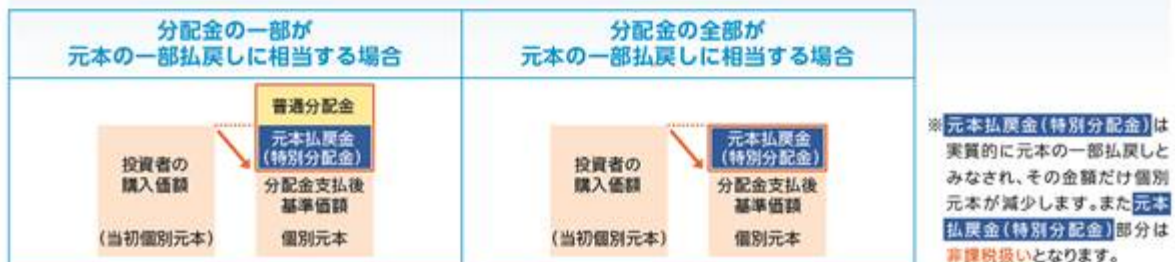 分配金の一部が
元本の一部払戻しに相当する場合
分配金の全部が
元本の一部払戻しに相当する場合
普通分配金
元本払戻金
(特別分配金)
投資者の
購入価額
(当初個別元本)
分配金支払後
基準価額
個別元本
元本払戻金
(特別分配金)
投資者の
購入価額
(当初個別元本)
分配金支払後
基準価額
個別元本
※元本払戻金(特別分配金)は
実質的に元本の一部払戻しと
みなされ、その金額だけ個別
元本が減少します。また元本
払戻金(特別分配金)部分は
非課税扱いとなります。